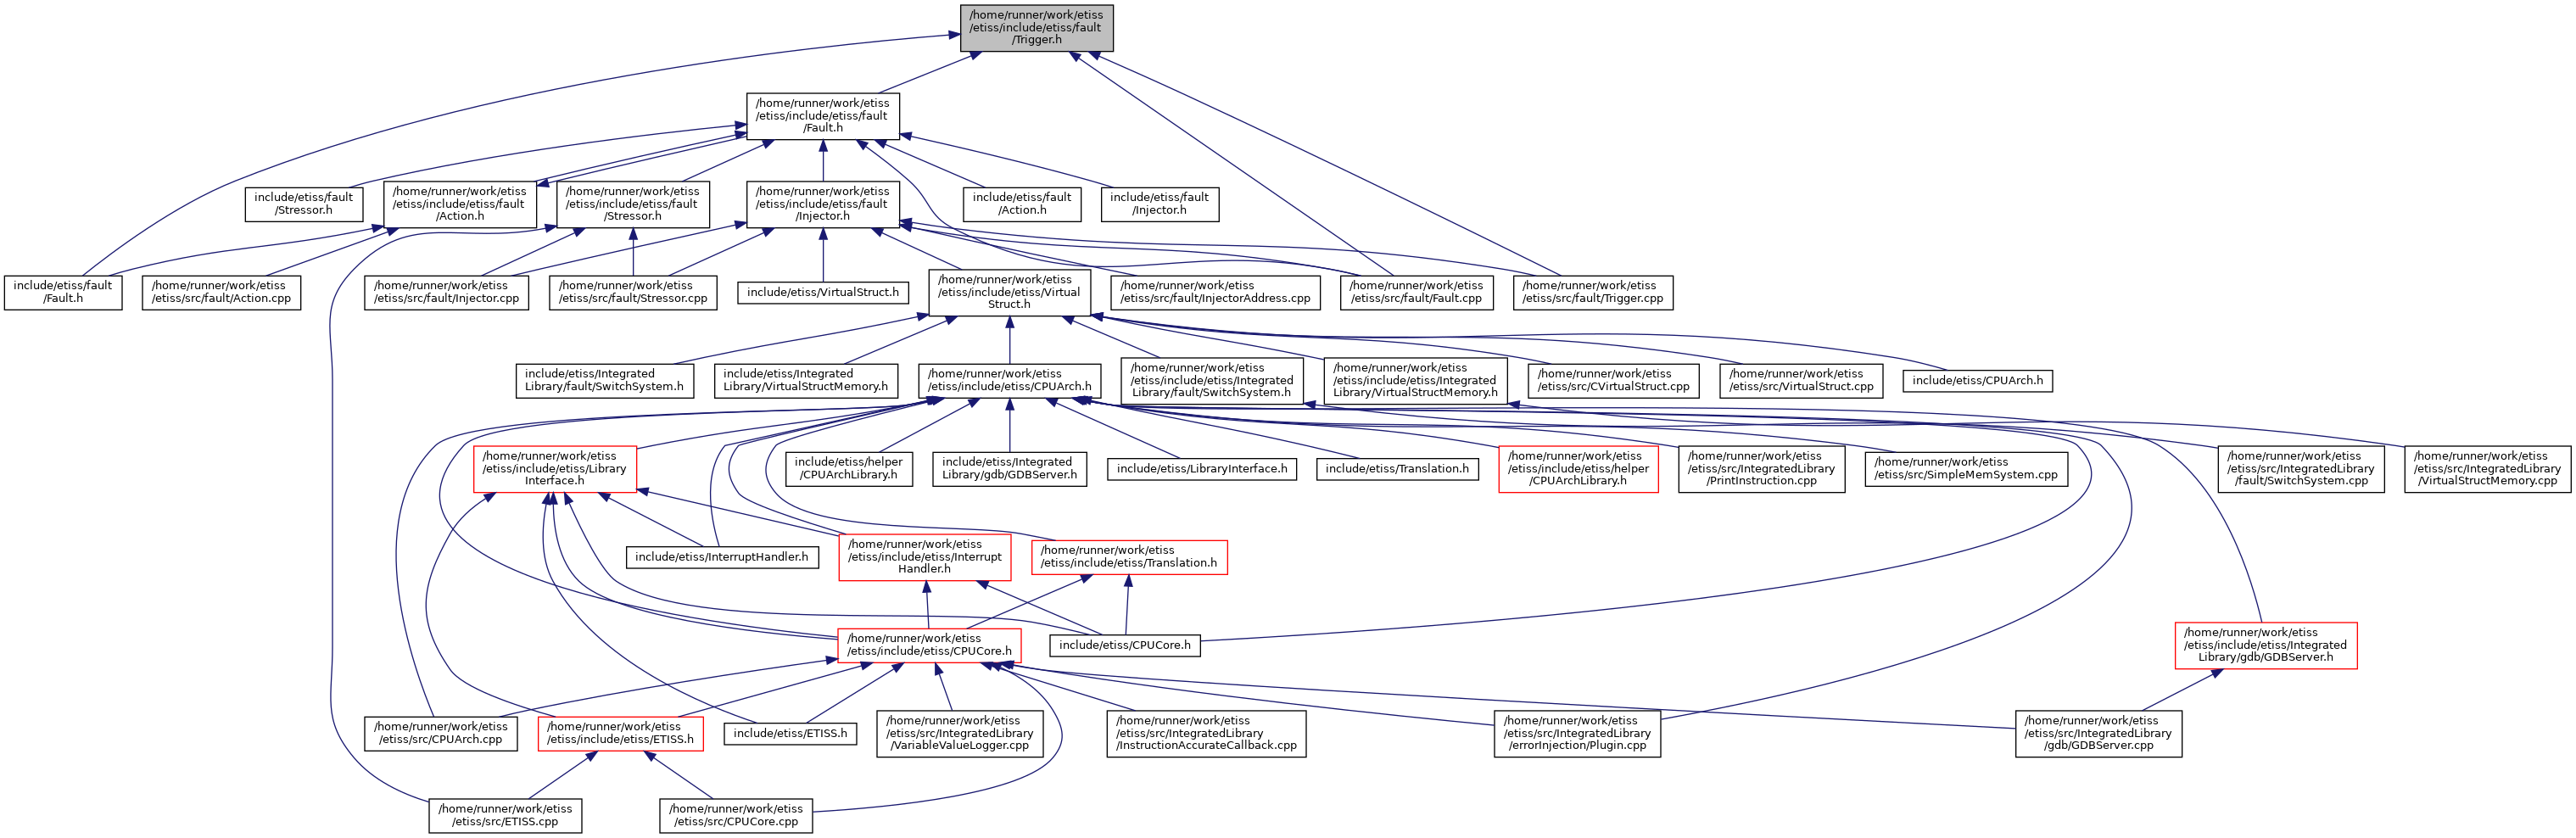 /home/runner/work/etiss
/etiss/include/etiss/fault
/Trigger.h
/home/runner/work/etiss
/etiss/include/etiss/fault
/Fault.h
include/etiss/fault
/Stressor.h
/home/runner/work/etiss
/etiss/include/etiss/fault
/Action.h
/home/runner/work/etiss
/etiss/include/etiss/fault
/Stressor.h
/home/runner/work/etiss
/etiss/include/etiss/fault
/Injector.h
include/etiss/fault
/Action.h
include/etiss/fault
/Injector.h
include/etiss/fault
/Fault.h
/home/runner/work/etiss
/etiss/src/fault/Action.cpp
/home/runner/work/etiss
/etiss/src/fault/Injector.cpp
/home/runner/work/etiss
/etiss/src/fault/Stressor.cpp
include/etiss/VirtualStruct.h
/home/runner/work/etiss
/etiss/include/etiss/Virtual
Struct.h
/home/runner/work/etiss
/etiss/src/fault/InjectorAddress.cpp
/home/runner/work/etiss
/etiss/src/fault/Fault.cpp
/home/runner/work/etiss
/etiss/src/fault/Trigger.cpp
include/etiss/Integrated
Library/fault/SwitchSystem.h
include/etiss/Integrated
Library/VirtualStructMemory.h
/home/runner/work/etiss
/etiss/include/etiss/CPUArch.h
/home/runner/work/etiss
/etiss/include/etiss/Integrated
Library/fault/SwitchSystem.h
/home/runner/work/etiss
/etiss/include/etiss/Integrated
Library/VirtualStructMemory.h
/home/runner/work/etiss
/etiss/src/CVirtualStruct.cpp
/home/runner/work/etiss
/etiss/src/VirtualStruct.cpp
include/etiss/CPUArch.h
/home/runner/work/etiss
/etiss/include/etiss/Library
Interface.h
include/etiss/helper
/CPUArchLibrary.h
include/etiss/Integrated
Library/gdb/GDBServer.h
include/etiss/LibraryInterface.h
include/etiss/Translation.h
/home/runner/work/etiss
/etiss/include/etiss/helper
/CPUArchLibrary.h
/home/runner/work/etiss
/etiss/src/IntegratedLibrary
/PrintInstruction.cpp
/home/runner/work/etiss
/etiss/src/SimpleMemSystem.cpp
/home/runner/work/etiss
/etiss/src/IntegratedLibrary
/fault/SwitchSystem.cpp
/home/runner/work/etiss
/etiss/src/IntegratedLibrary
/VirtualStructMemory.cpp
include/etiss/InterruptHandler.h
/home/runner/work/etiss
/etiss/include/etiss/Interrupt
Handler.h
/home/runner/work/etiss
/etiss/include/etiss/Translation.h
/home/runner/work/etiss
/etiss/include/etiss/CPUCore.h
include/etiss/CPUCore.h
/home/runner/work/etiss
/etiss/include/etiss/Integrated
Library/gdb/GDBServer.h
/home/runner/work/etiss
/etiss/src/CPUArch.cpp
/home/runner/work/etiss
/etiss/include/etiss/ETISS.h
include/etiss/ETISS.h
/home/runner/work/etiss
/etiss/src/IntegratedLibrary
/VariableValueLogger.cpp
/home/runner/work/etiss
/etiss/src/IntegratedLibrary
/InstructionAccurateCallback.cpp
/home/runner/work/etiss
/etiss/src/IntegratedLibrary
/errorInjection/Plugin.cpp
/home/runner/work/etiss
/etiss/src/IntegratedLibrary
/gdb/GDBServer.cpp
/home/runner/work/etiss
/etiss/src/ETISS.cpp
/home/runner/work/etiss
/etiss/src/CPUCore.cpp